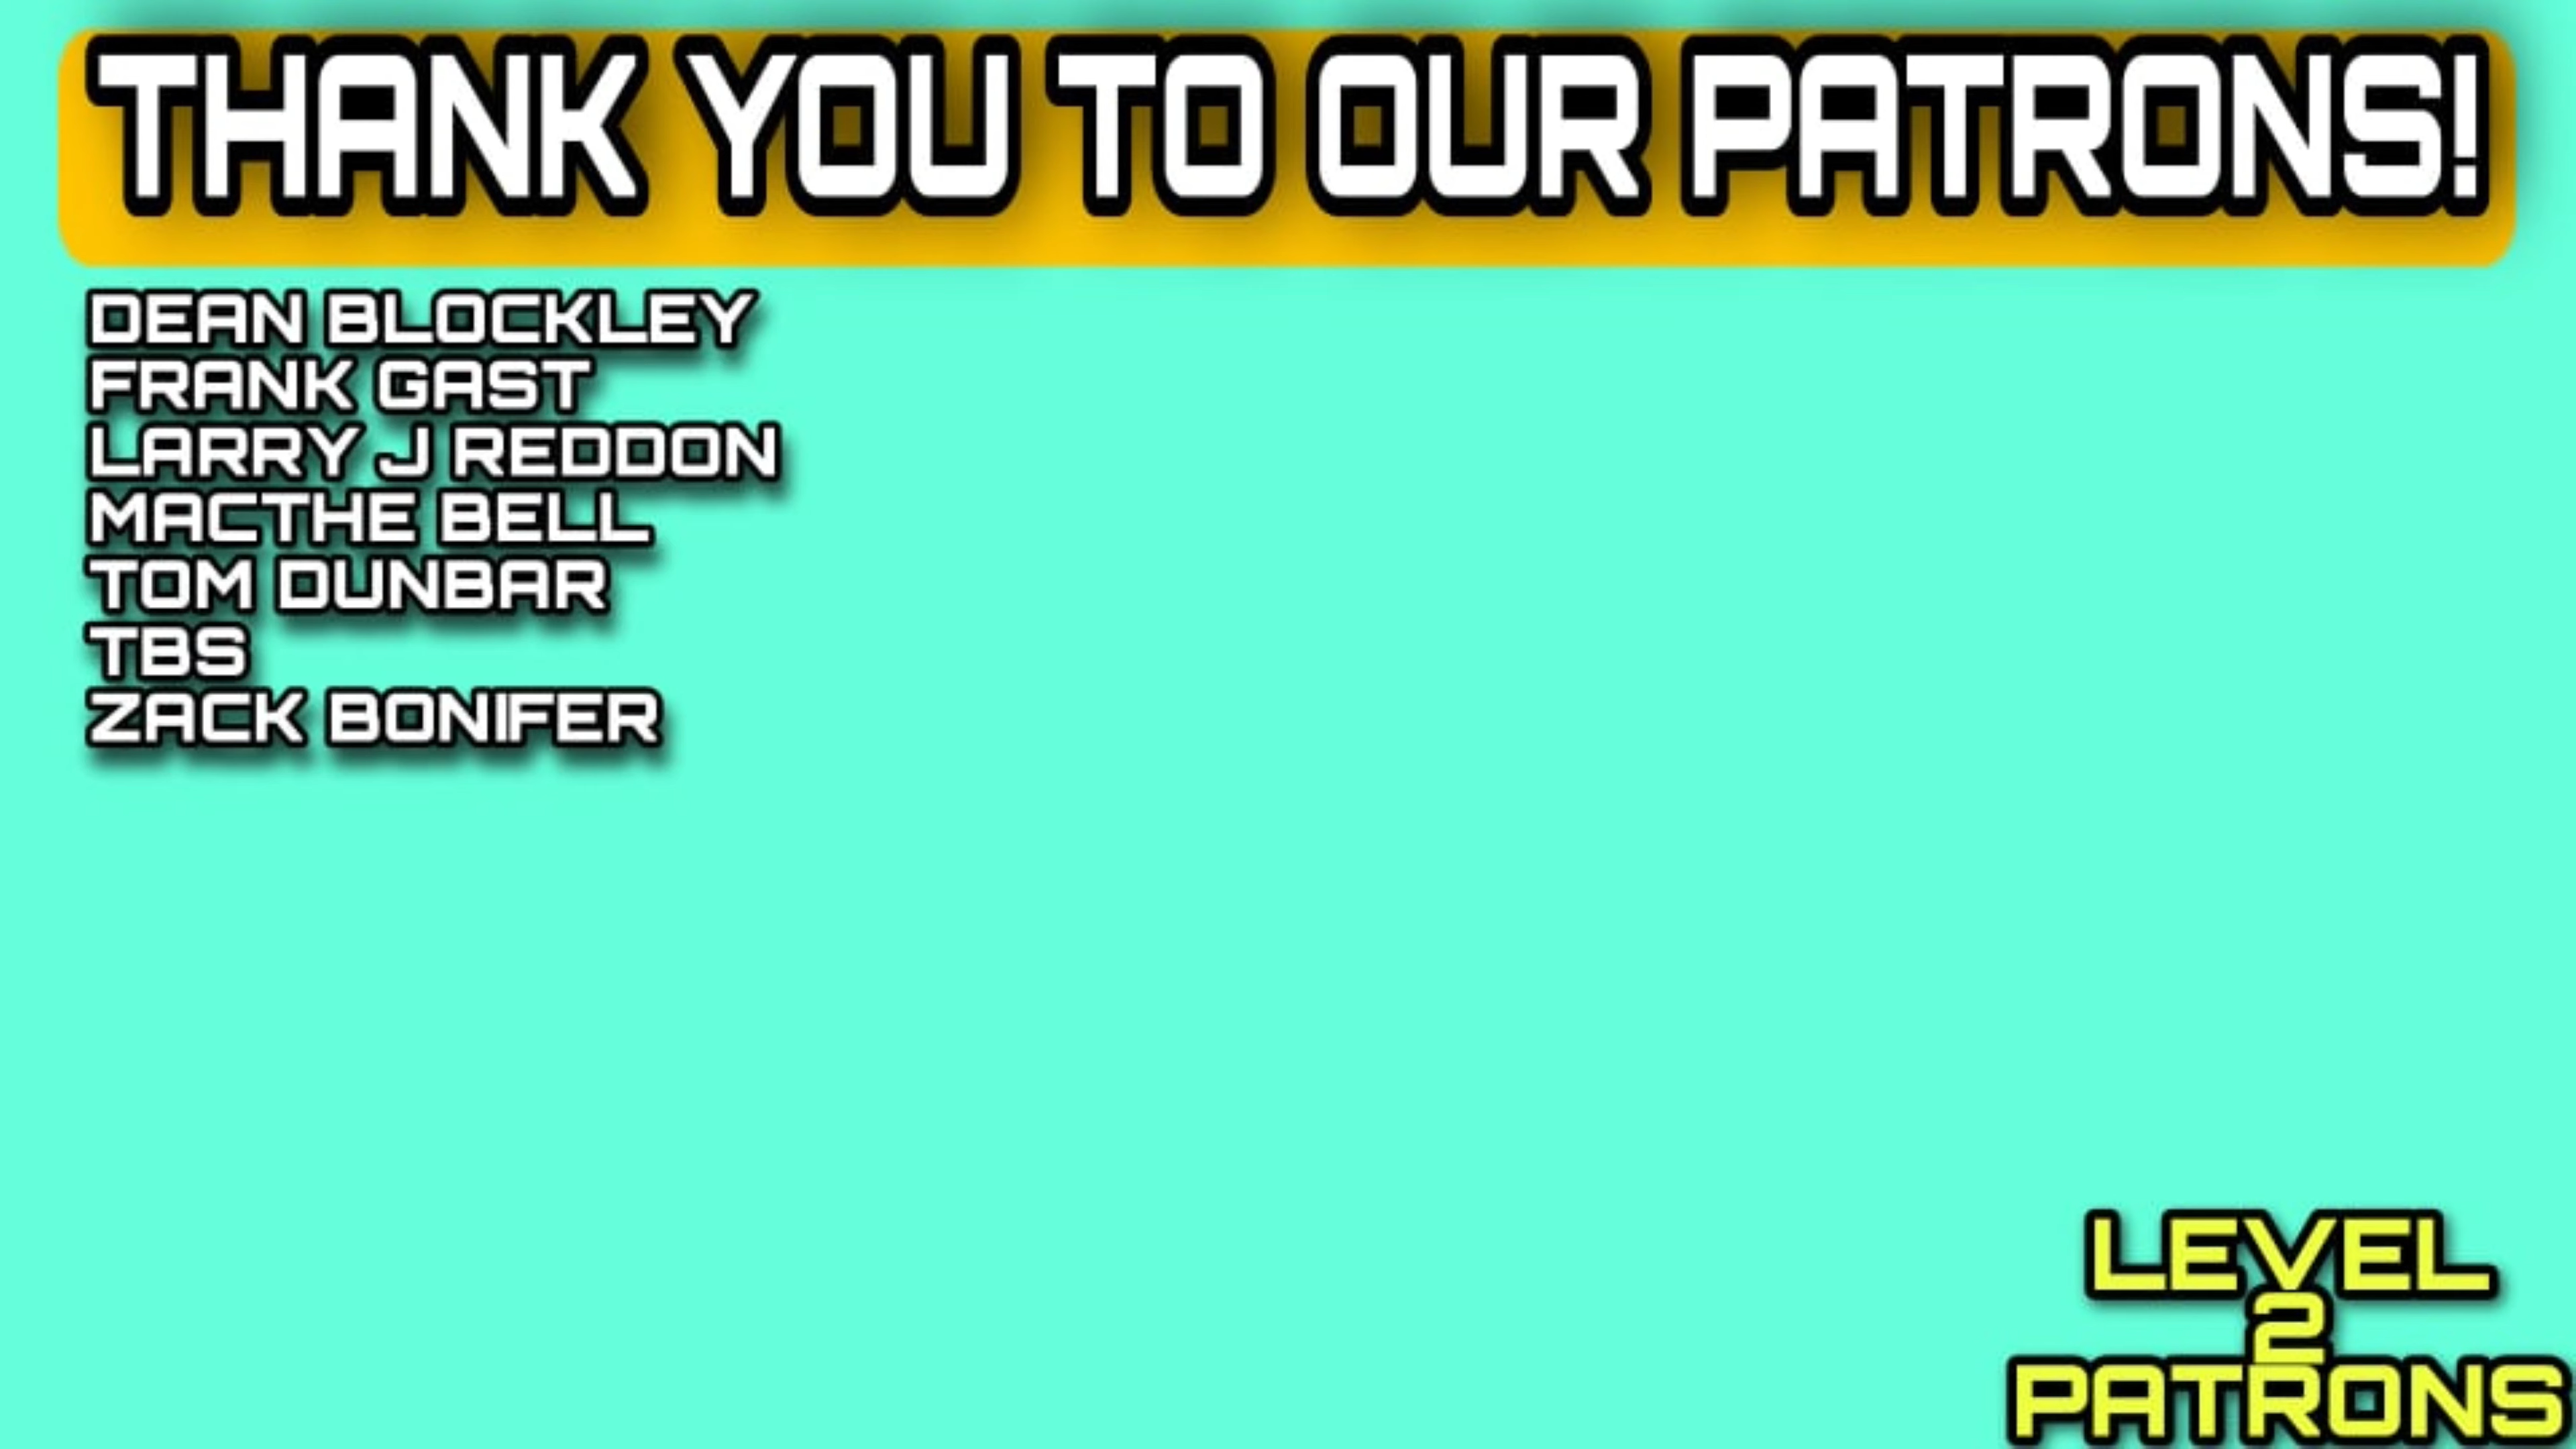 THANK YOU TO OUR PATRONS!
DEAN BLOCKLEY
FRANK GAST
LARRY J REDDON
MACTHE BELL
TOM DUNBAR
TBS
ZACK BONIFER
LEVEL
2
PATRONS